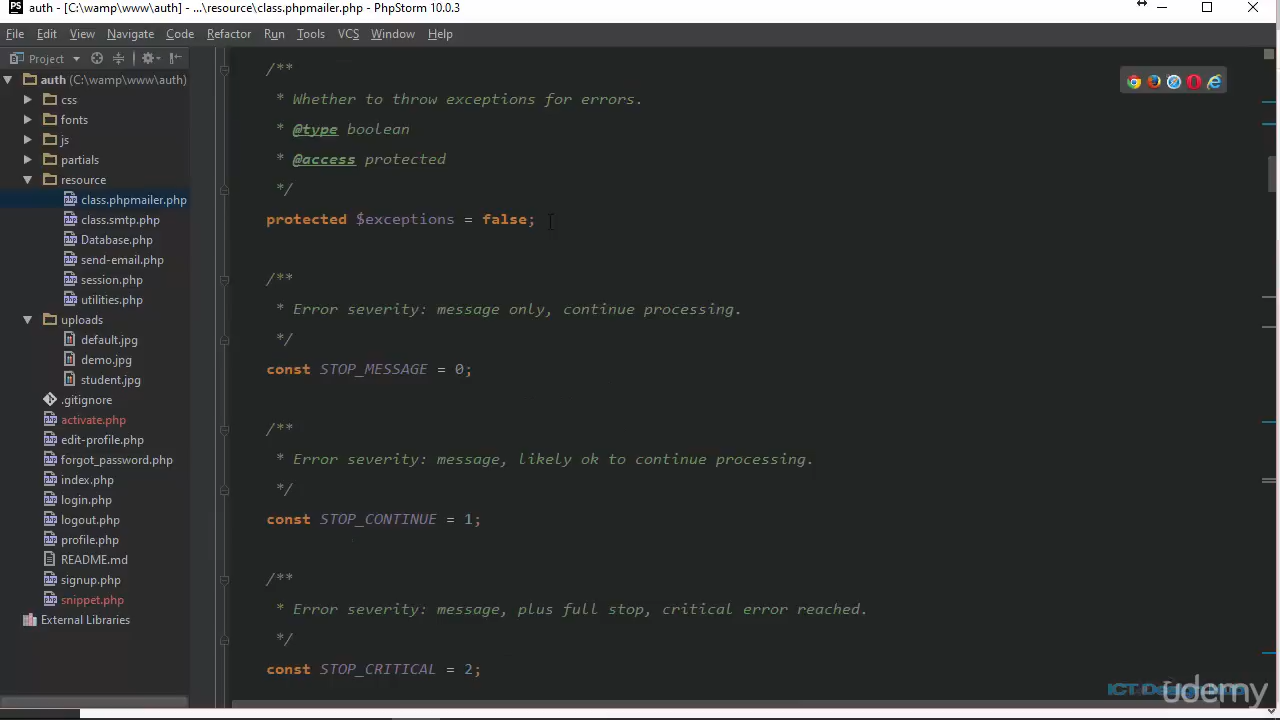 PS auth - [C:\wamp\www\auth] - ...\resource\class.phpmailer.php - PhpStorm 10.0.3
File Edit View Navigate Code Refactor Run Tools VCS Window Help
Project
auth (C:\wamp\www\auth)
css
fonts
js
partials
resource
class.phpmailer.php
class.smtp.php
Database.php
send-email.php
session.php
utilities.php
uploads
default.jpg
demo.jpg
student.jpg
.gitignore
activate.php
edit-profile.php
forgot_password.php
index.php
login.php
logout.php
profile.php
README.md
signup.php
snippet.php
External Libraries
/**
* Whether to throw exceptions for errors.
* @type boolean
* @access protected
*/
protected $exceptions = false;
/**
* Error severity: message only, continue processing.
*/
const STOP_MESSAGE = 0;
/**
* Error severity: message, likely ok to continue processing.
*/
const STOP_CONTINUE = 1;
/**
* Error severity: message, plus full stop, critical error reached.
*/
const STOP_CRITICAL = 2;
udemy